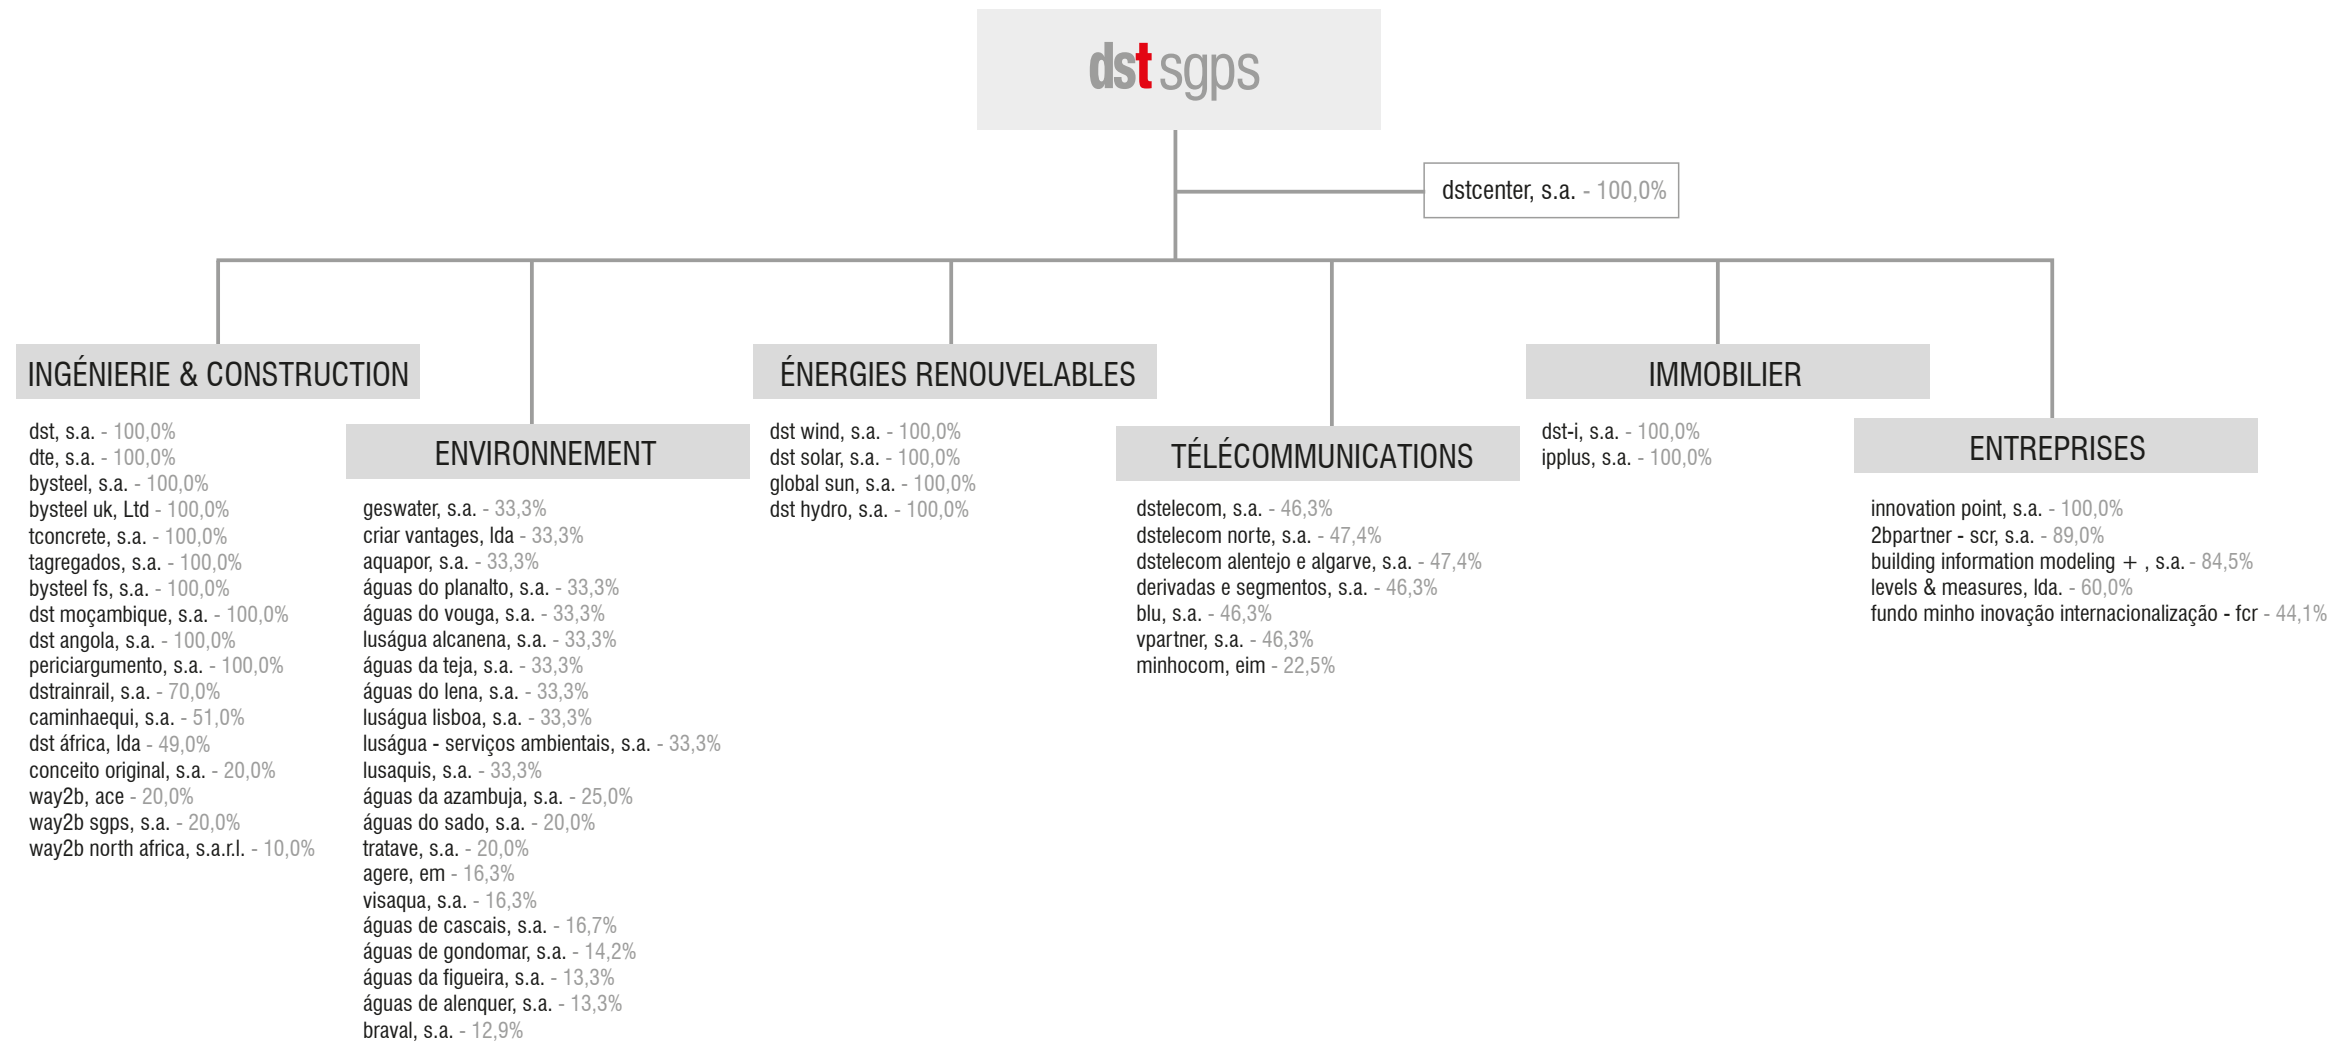 dst sgps
dstcenter, s.a. - 100,0%
INGÉNIERIE & CONSTRUCTION
dst, s.a. - 100,0%
dte, s.a. - 100,0%
bysteel, s.a. - 100,0%
bysteel uk, Ltd - 100,0%
tconcrete, s.a. - 100,0%
tagregados, s.a. - 100,0%
bysteel fs, s.a. - 100,0%
dst moçambique, s.a. - 100,0%
dst angola, s.a. - 100,0%
periciargumento, s.a. - 100,0%
dstrainrail, s.a. - 70,0%
caminhaequi, s.a. - 51,0%
dst áfrica, lda - 49,0%
conceito original, s.a. - 20,0%
way2b, ace - 20,0%
way2b sgps, s.a. - 20,0%
way2b north africa, s.a.r.l. - 10,0%
ENVIRONNEMENT
geswater, s.a. - 33,3%
criar vantages, lda - 33,3%
aquapor, s.a. - 33,3%
águas do planalto, s.a. - 33,3%
águas do vouga, s.a. - 33,3%
luságua alcanena, s.a. - 33,3%
águas da teja, s.a. - 33,3%
águas do lena, s.a. - 33,3%
luságua lisboa, s.a. - 33,3%
luságua - serviços ambientais, s.a. - 33,3%
lusaquis, s.a. - 33,3%
águas da azambuja, s.a. - 25,0%
águas do sado, s.a. - 20,0%
tratave, s.a. - 20,0%
agere, em - 16,3%
visaqua, s.a. - 16,3%
águas de cascais, s.a. - 16,7%
águas de gondomar, s.a. - 14,2%
águas da figueira, s.a. - 13,3%
águas de alenquer, s.a. - 13,3%
braval, s.a. - 12,9%
ÉNERGIES RENOUVELABLES
dst wind, s.a. - 100,0%
dst solar, s.a. - 100,0%
global sun, s.a. - 100,0%
dst hydro, s.a. - 100,0%
TÉLÉCOMMUNICATIONS
dstelecom, s.a. - 46,3%
dstelecom norte, s.a. - 47,4%
dstelecom alentejo e algarve, s.a. - 47,4%
derivadas e segmentos, s.a. - 46,3%
blu, s.a. - 46,3%
vpartner, s.a. - 46,3%
minhocom, eim - 22,5%
IMMOBILIER
dst-i, s.a. - 100,0%
ipplus, s.a. - 100,0%
ENTREPRISES
innovation point, s.a. - 100,0%
2bpartner - scr, s.a. - 89,0%
building information modeling + , s.a. - 84,5%
levels & measures, lda. - 60,0%
fundo minho inovação internacionalização - fcr - 44,1%